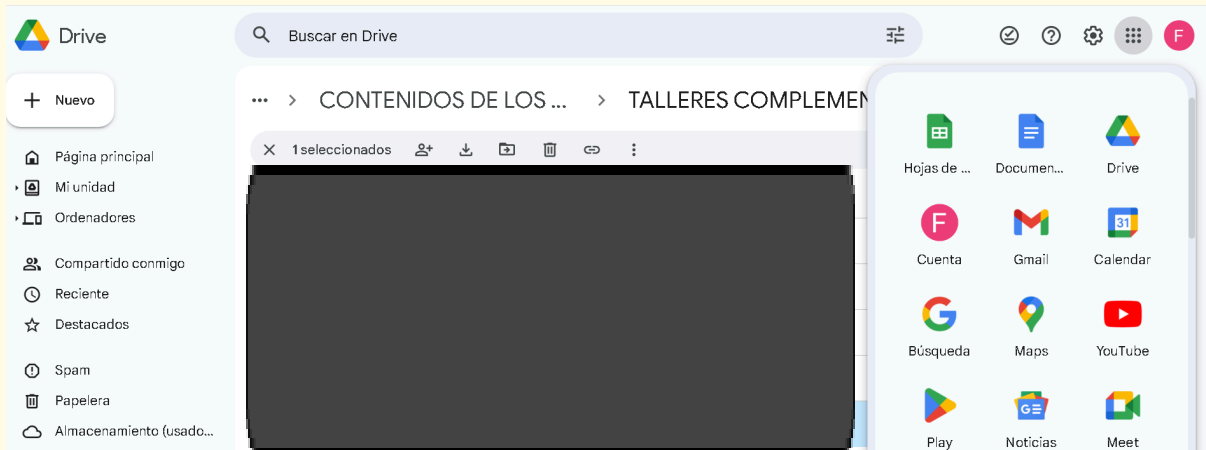 Drive
Buscar en Drive
F
Nuevo
... > CONTENIDOS DE LOS ... > TALLERES COMPLEMEN
1 seleccionados
Página principal
Mi unidad
Ordenadores
Compartido conmigo
Reciente
Destacados
Spam
Papelera
Almacenamiento (usado...
Hojas de ... Documen... Drive
F 31
Cuenta Gmail Calendar
G
Búsqueda Maps YouTube
GE
Play Noticias Meet